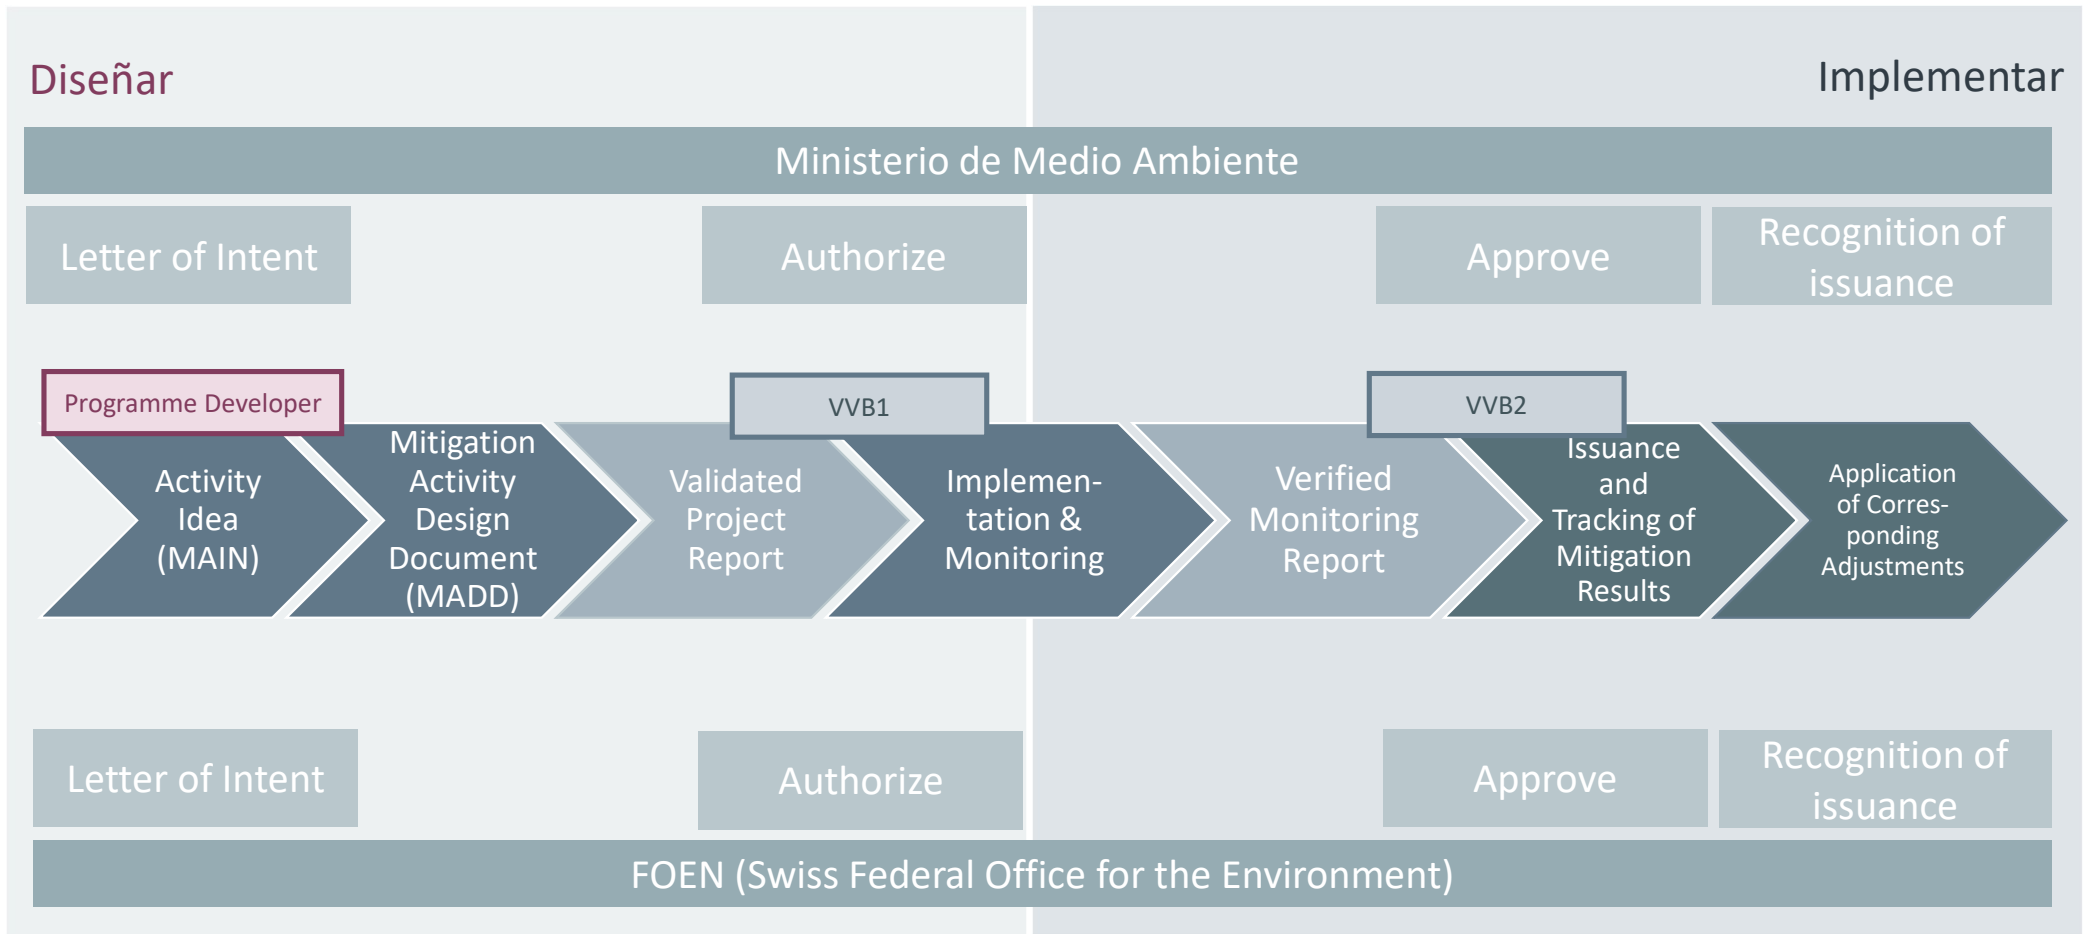 Diseñar
Implementar
Ministerio de Medio Ambiente
Letter of Intent
Authorize
Approve
Recognition of
issuance
Programme Developer
VVB1
VVB2
Activity
Idea
(MAIN)
Mitigation
Activity
Design
Document
(MADD)
Validated
Project
Report
Implemen-
tation &
Monitoring
Verified
Monitoring
Report
Issuance
and
Tracking of
Mitigation
Results
Application
of Corres-
ponding
Adjustments
Letter of Intent
Authorize
Approve
Recognition of
issuance
FOEN (Swiss Federal Office for the Environment)